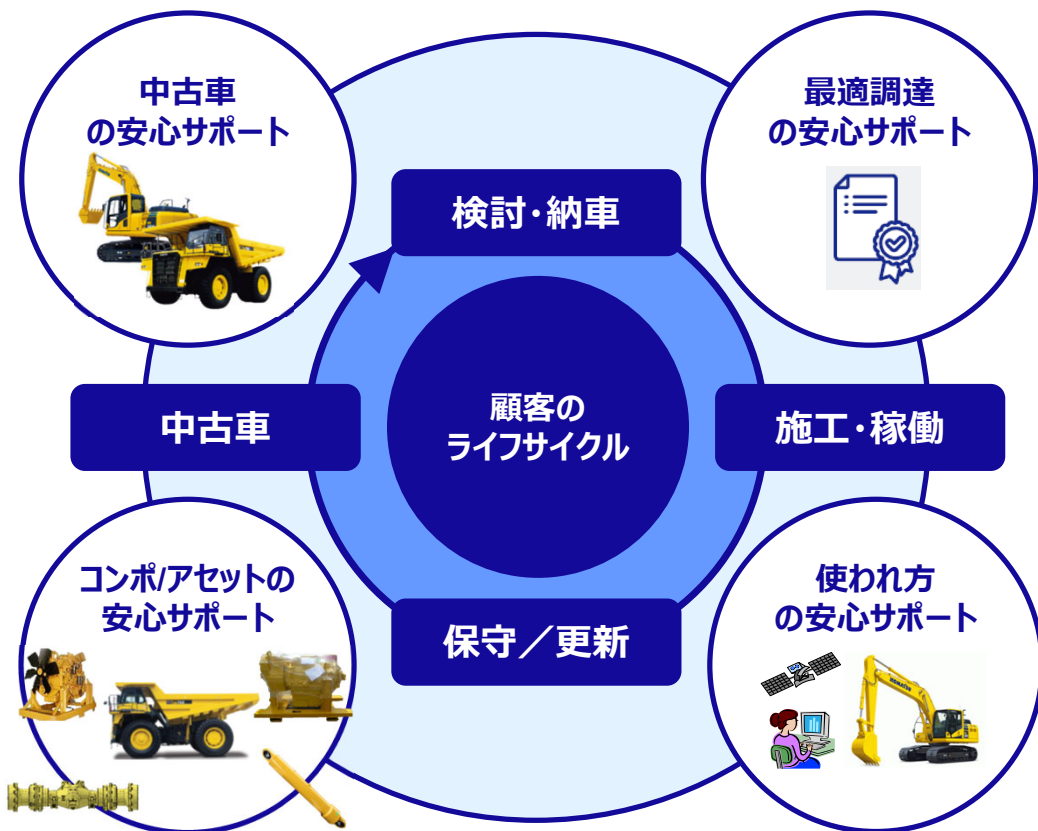 中古車
の安心サポート
最適調達
の安心サポート
検討・納車
中古車
顧客の
ライフサイクル
施工・稼働
コンポ/アセットの
安心サポート
保守／更新
使われ方
の安心サポート
KOMATSU